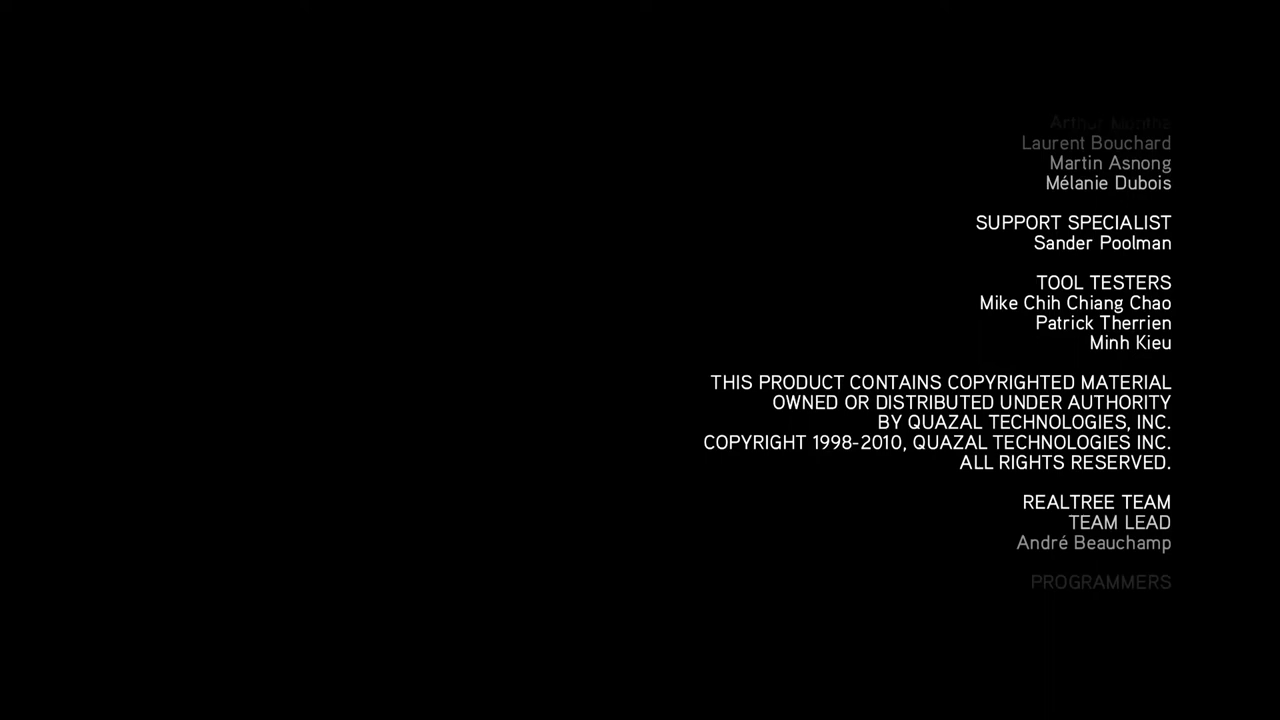 Arthur
Laurent Bouchard
Martin Asnong
Mélanie Dubois
SUPPORT SPECIALIST
Sander Poolman
TOOL TESTERS
Mike Chih Chiang Chao
Patrick Therrien
Minh Kieu
THIS PRODUCT CONTAINS COPYRIGHTED MATERIAL
OWNED OR DISTRIBUTED UNDER AUTHORITY
BY QUAZAL TECHNOLOGIES, INC.
COPYRIGHT 1998-2010, QUAZAL TECHNOLOGIES INC.
ALL RIGHTS RESERVED.
REALTREE TEAM
TEAM LEAD
André Beauchamp
PROGRAMMERS